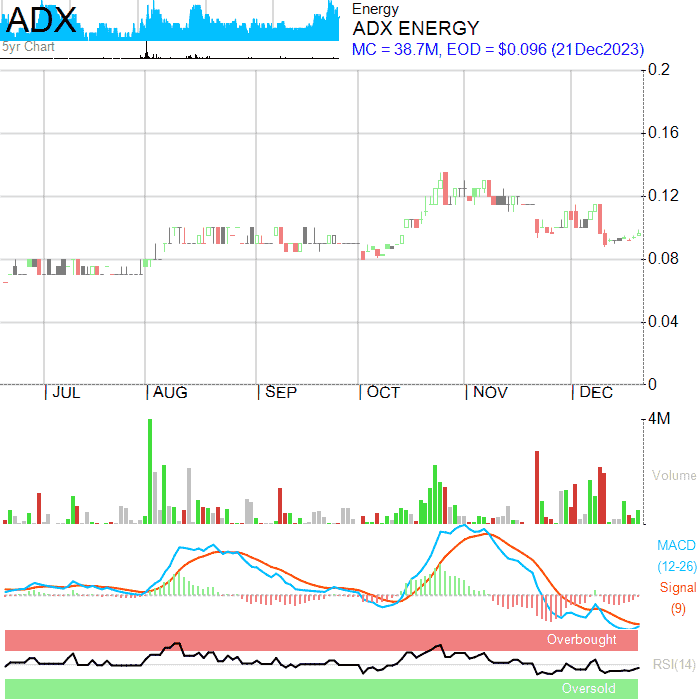 ADX
5yr Chart
Energy
ADX ENERGY
MC = 38.7M, EOD = $0.096 (21Dec2023)
0.2
0.16
0.12
0.08
0.04
0
JUL AUG SEP OCT NOV DEC
4M
Volume
MACD
(12-26)
Signal
(9)
Overbought
RSI(14)
Oversold